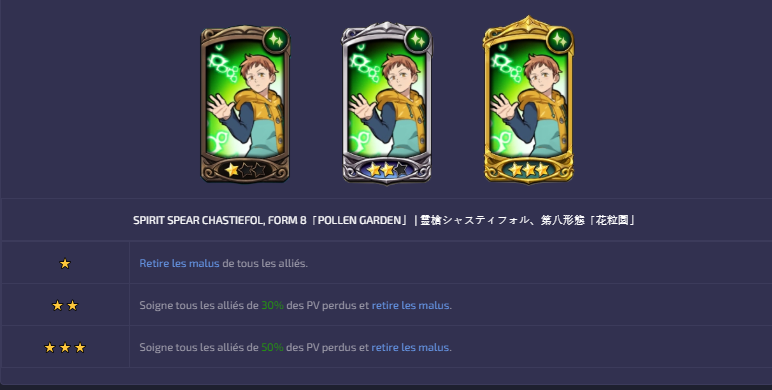 SPIRIT SPEAR CHASTIEFOL, FORM 8「POLLEN GARDEN」 | 霊槍シャスティフォル、第八形態「花粒園」
Retire les malus de tous les alliés.
Soigne tous les alliés de 30% des PV perdus et retire les malus.
Soigne tous les alliés de 50% des PV perdus et retire les malus.